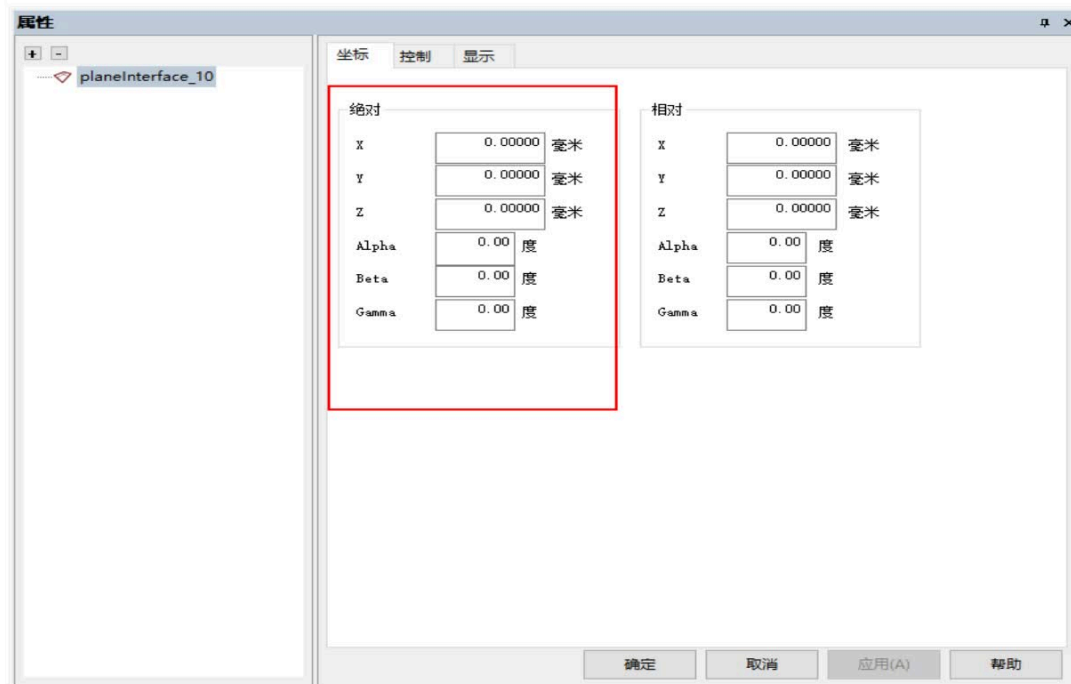 属性
+ -
planeInterface_10
坐标 控制 显示
绝对
X 0.00000 毫米
Y 0.00000 毫米
Z 0.00000 毫米
Alpha 0.00 度
Beta 0.00 度
Gamma 0.00 度
相对
X 0.00000 毫米
Y 0.00000 毫米
Z 0.00000 毫米
Alpha 0.00 度
Beta 0.00 度
Gamma 0.00 度
确定 取消 应用(A) 帮助